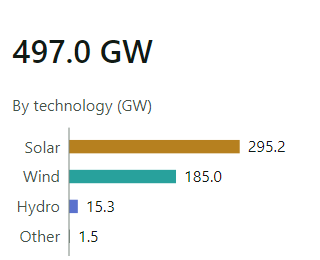 497.0 GW
By technology (GW)
Solar 295.2
Wind 185.0
Hydro 15.3
Other 1.5